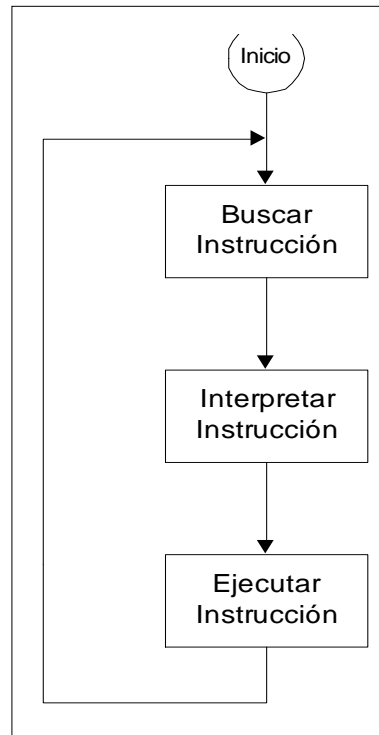 Inicio
Buscar
Instrucción
Interpretar
Instrucción
Ejecutar
Instrucción